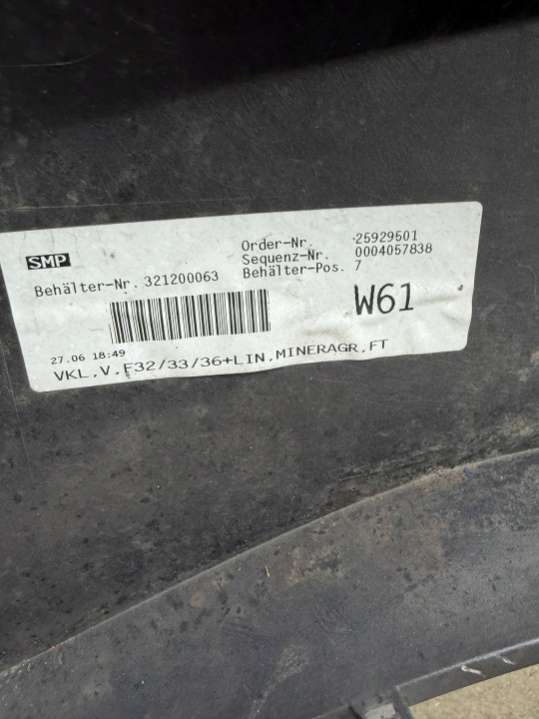 SMP
Order-Nr. 25929501
Sequenz-Nr. 0004057838
Behälter-Nr. 321200063 Behälter-Pos. 7
W61
27.06 18:49
VKL.V.F32/33/36+LIN.MINERAGR.FT